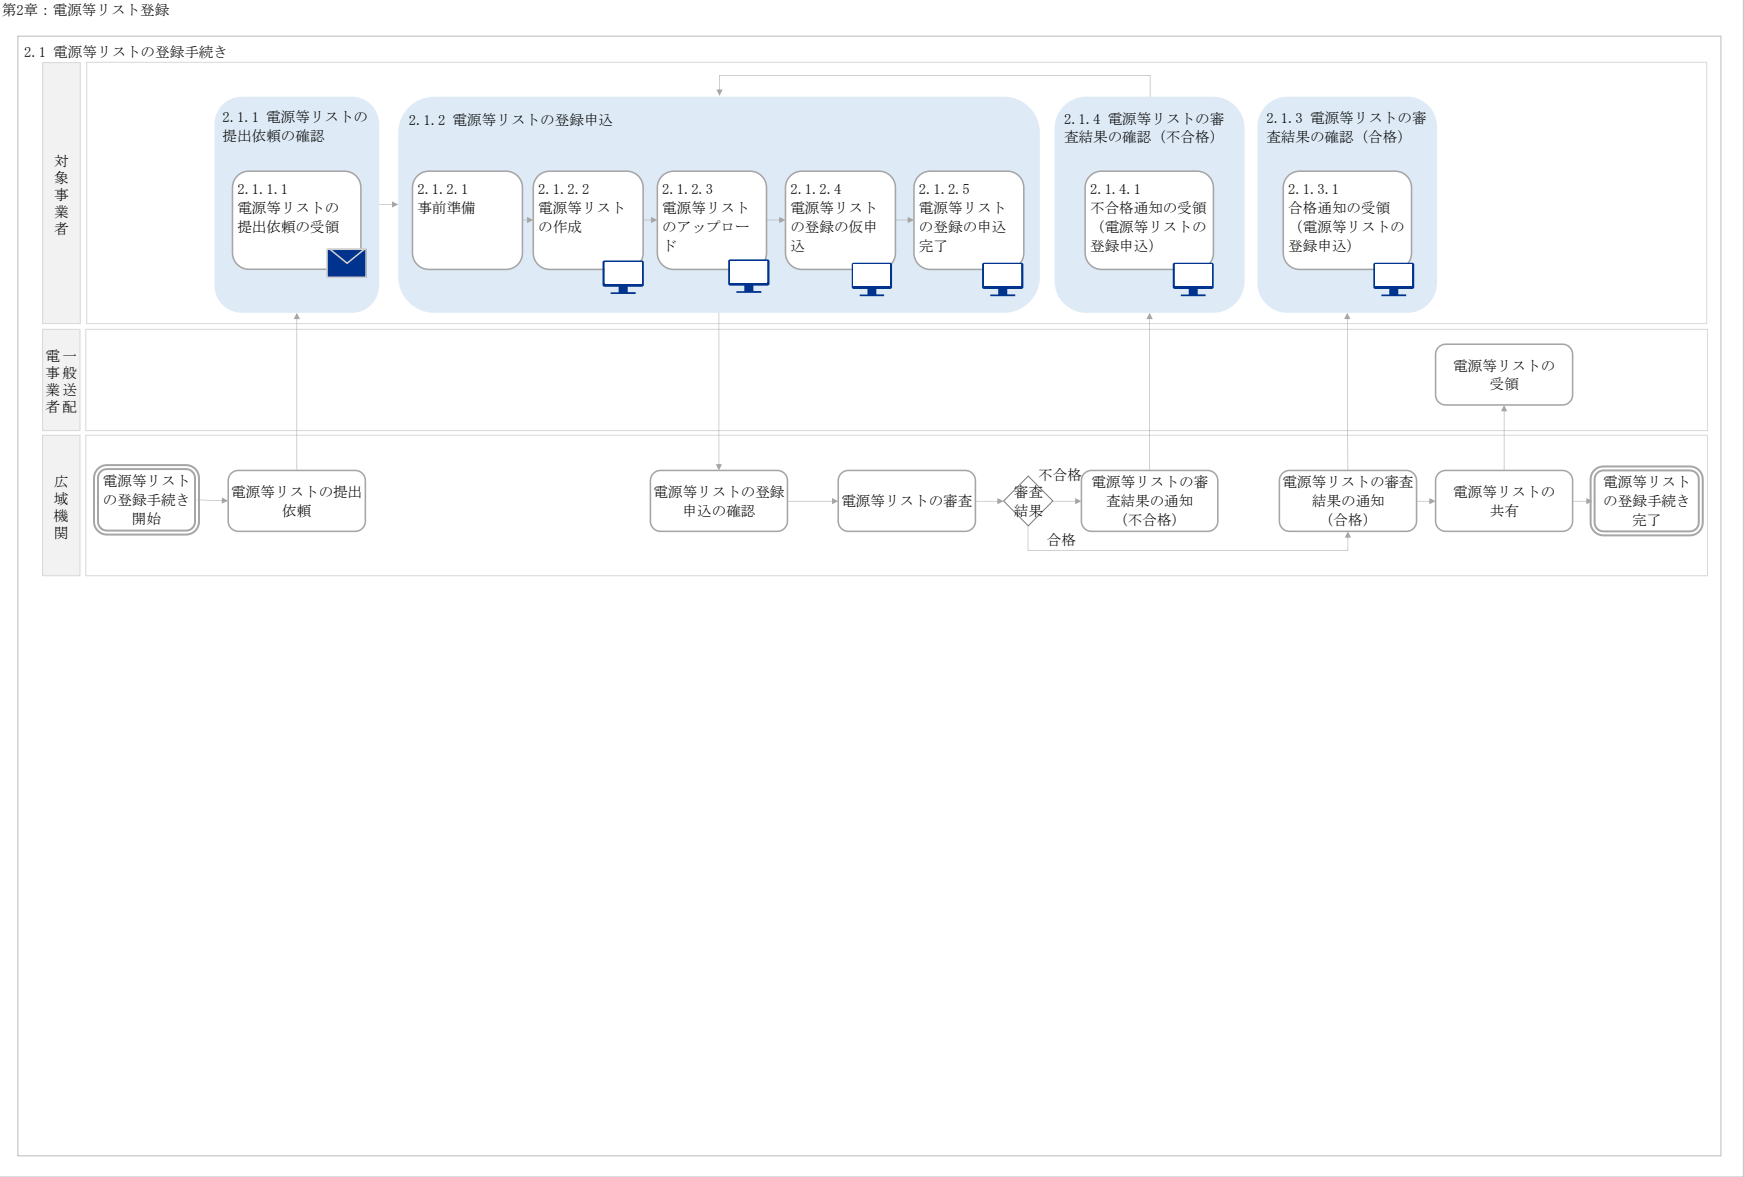 第2章：電源等リスト登録
2.1 電源等リストの登録手続き
対象事業者
2.1.1 電源等リストの
提出依頼の確認
2.1.1.1
電源等リストの
提出依頼の受領
2.1.2 電源等リストの登録申込
2.1.2.1
事前準備
2.1.2.2
電源等リスト
の作成
2.1.2.3
電源等リスト
のアップロー
ド
2.1.2.4
電源等リスト
の登録の仮申
込
2.1.2.5
電源等リスト
の登録の申込
完了
2.1.4 電源等リストの審
査結果の確認（不合格）
2.1.4.1
不合格通知の受領
（電源等リストの
登録申込）
2.1.3 電源等リストの審
査結果の確認（合格）
2.1.3.1
合格通知の受領
（電源等リストの
登録申込）
一般送配
電事業者
電源等リストの
受領
広域機関
電源等リスト
の登録手続き
開始
電源等リストの提出
依頼
電源等リストの登録
申込の確認
電源等リストの審査
審査
結果
不合格
合格
電源等リストの審
査結果の通知
（不合格）
電源等リストの審査
結果の通知
（合格）
電源等リストの
共有
電源等リスト
の登録手続き
完了